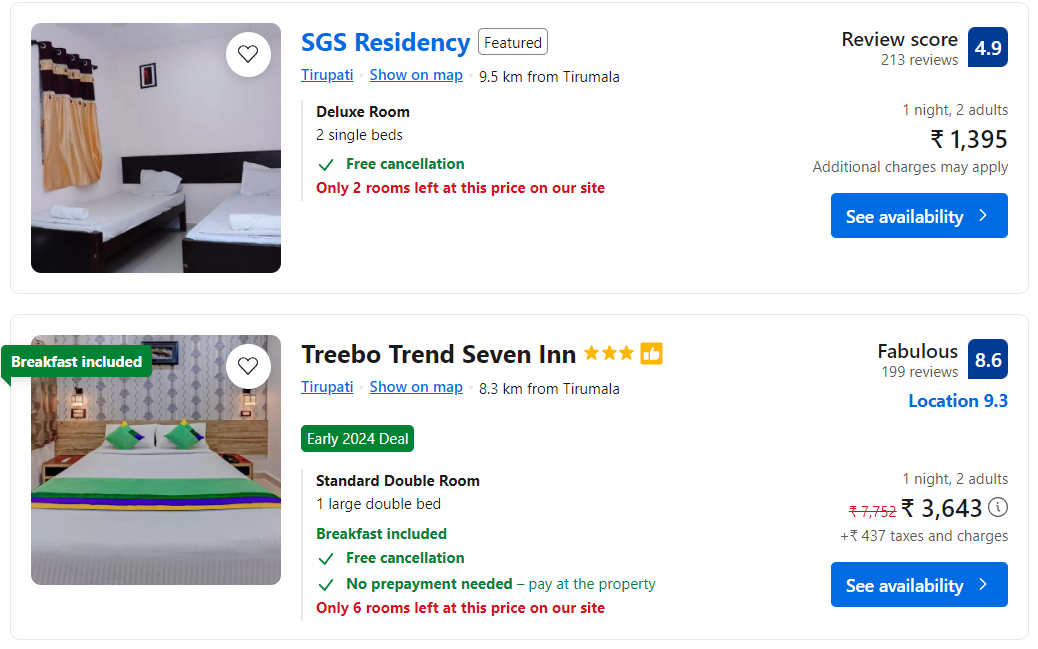 SGS Residency Featured
Review score 4.9
213 reviews
Tirupati · Show on map · 9.5 km from Tirumala
Deluxe Room
2 single beds
✓ Free cancellation
Only 2 rooms left at this price on our site
1 night, 2 adults
₹ 1,395
Additional charges may apply
See availability
Breakfast included
Treebo Trend Seven Inn
Fabulous 8.6
199 reviews
Tirupati · Show on map · 8.3 km from Tirumala
Location 9.3
Early 2024 Deal
Standard Double Room
1 large double bed
Breakfast included
✓ Free cancellation
✓ No prepayment needed – pay at the property
Only 6 rooms left at this price on our site
1 night, 2 adults
₹ 7,752 ₹ 3,643
+₹ 437 taxes and charges
See availability